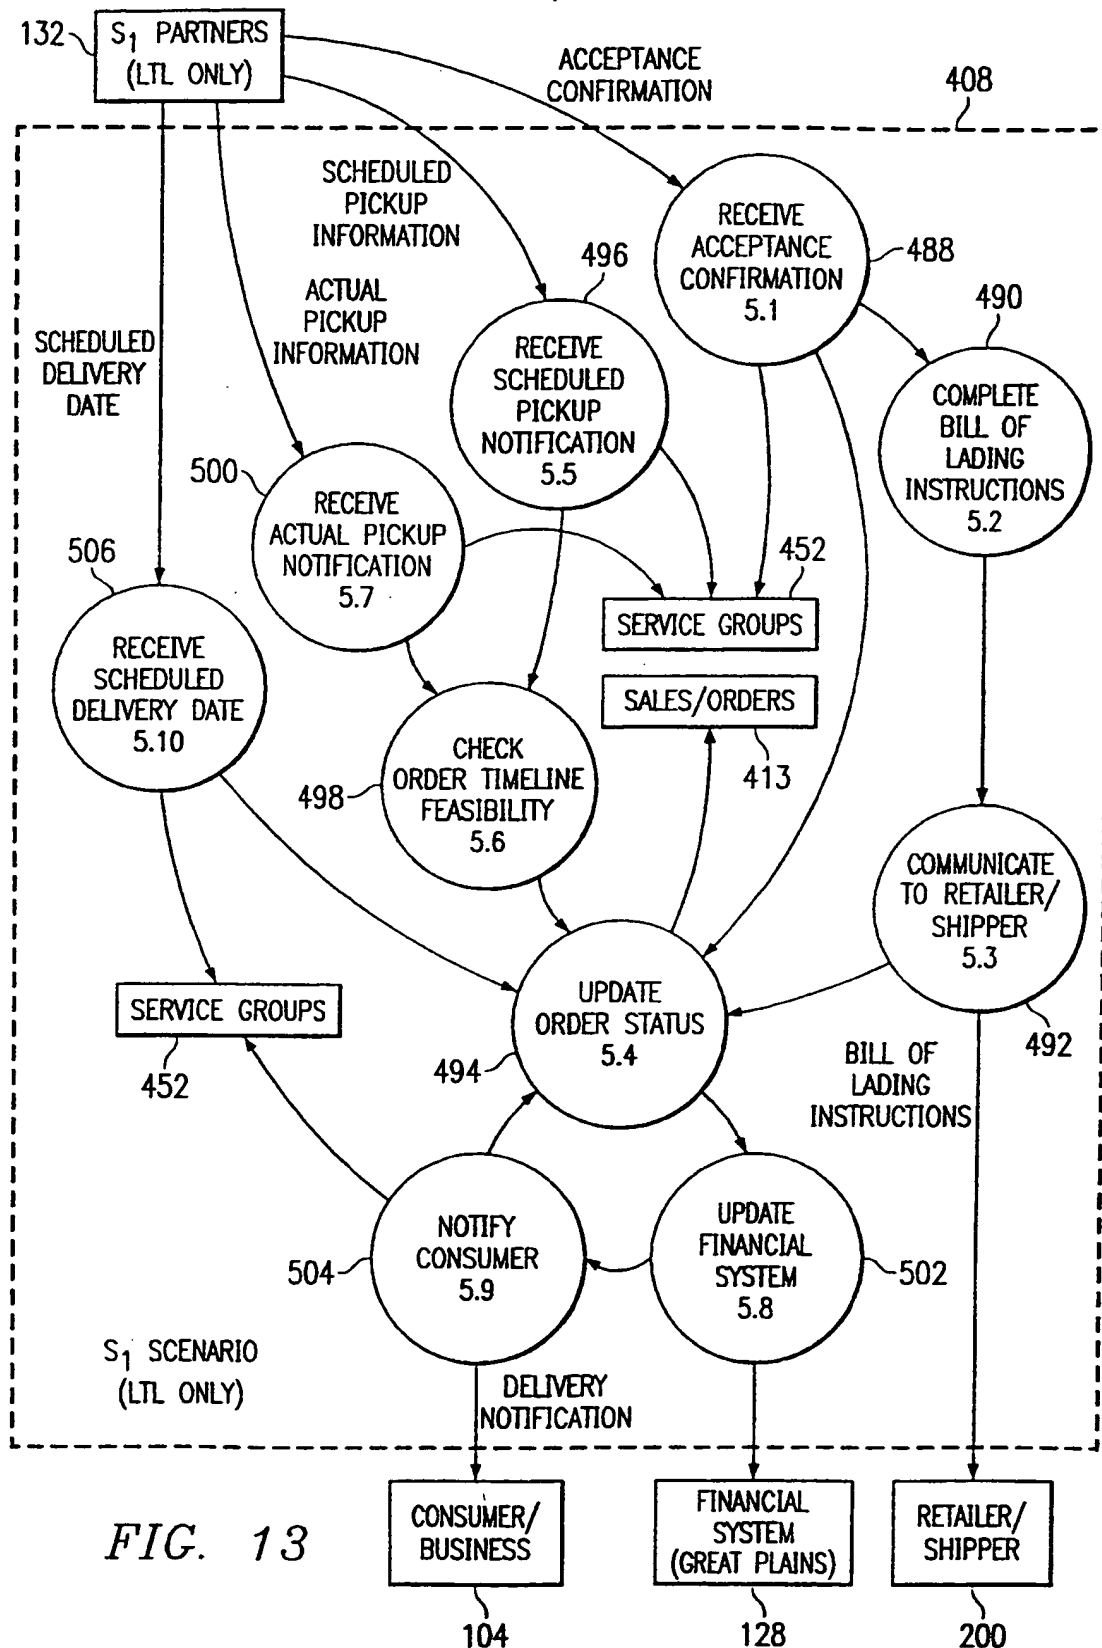 132
S1 PARTNERS
(LTL ONLY)
ACCEPTANCE
CONFIRMATION
408
SCHEDULED
PICKUP
INFORMATION
RECEIVE
ACCEPTANCE
CONFIRMATION
5.1
488
496
490
ACTUAL
PICKUP
INFORMATION
SCHEDULED
DELIVERY
DATE
RECEIVE
SCHEDULED
PICKUP
NOTIFICATION
5.5
COMPLETE
BILL OF
LADING
INSTRUCTIONS
5.2
500
RECEIVE
ACTUAL PICKUP
NOTIFICATION
5.7
506
452
SERVICE GROUPS
RECEIVE
SCHEDULED
DELIVERY DATE
5.10
SALES/ORDERS
413
CHECK
ORDER TIMELINE
FEASIBILITY
5.6
498
COMMUNICATE
TO RETAILER/
SHIPPER
5.3
492
SERVICE GROUPS
452
UPDATE
ORDER STATUS
5.4
494
BILL OF
LADING
INSTRUCTIONS
NOTIFY
CONSUMER
5.9
504
UPDATE
FINANCIAL
SYSTEM
5.8
502
S1 SCENARIO
(LTL ONLY)
DELIVERY
NOTIFICATION
FIG. 13
CONSUMER/
BUSINESS
104
FINANCIAL
SYSTEM
(GREAT PLAINS)
128
RETAILER/
SHIPPER
200